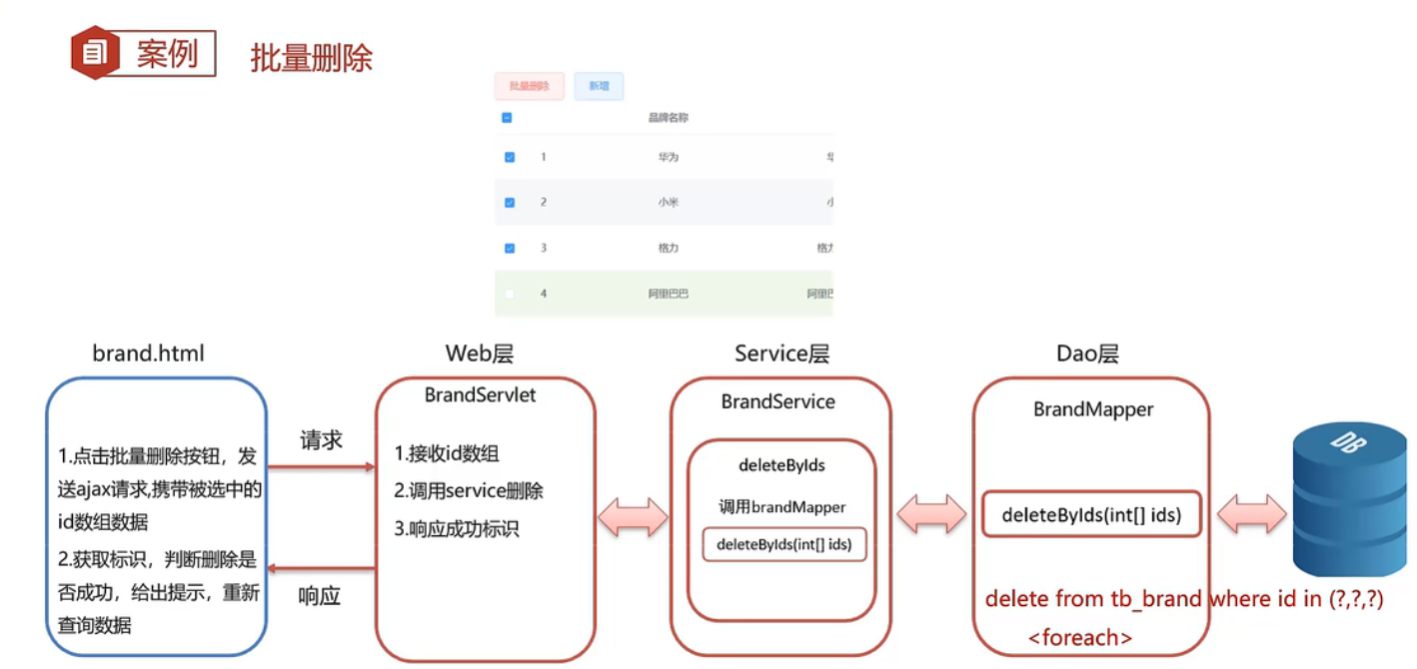 案例 批量删除
批量删除 新增
品牌名称
1 华为
2 小米 小
3 格力 格力
4 阿里巴巴 阿里巴
brand.html
1.点击批量删除按钮，发
送ajax请求,携带被选中的
id数组数据
2.获取标识，判断删除是
否成功，给出提示，重新
查询数据
请求
响应
Web层
BrandServlet
1.接收id数组
2.调用service删除
3.响应成功标识
Service层
BrandService
deleteByIds
调用brandMapper
deleteByIds(int[] ids)
Dao层
BrandMapper
deleteByIds(int[] ids)
delete from tb_brand where id in (?,?,?)
<foreach>
DB